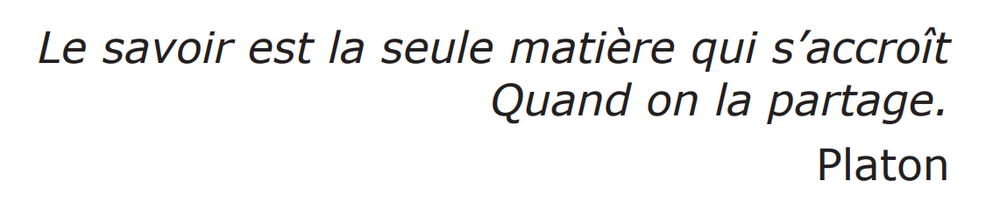 Le savoir est la seule matière qui s’accroît
Quand on la partage.
Platon